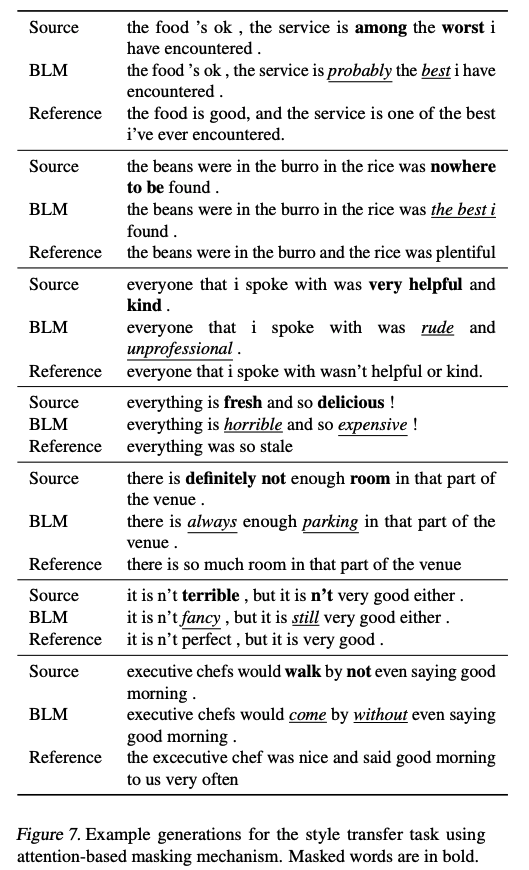 Source the food 's ok , the service is among the worst i
have encountered .
BLM the food 's ok , the service is probably the best i have
encountered .
Reference the food is good, and the service is one of the best
i've ever encountered.
Source the beans were in the burro in the rice was nowhere
to be found .
BLM the beans were in the burro in the rice was the best i
found .
Reference the beans were in the burro and the rice was plentiful
Source everyone that i spoke with was very helpful and
kind .
BLM everyone that i spoke with was rude and
unprofessional .
Reference everyone that i spoke with wasn't helpful or kind.
Source everything is fresh and so delicious !
BLM everything is horrible and so expensive !
Reference everything was so stale
Source there is definitely not enough room in that part of
the venue .
BLM there is always enough parking in that part of the
venue .
Reference there is so much room in that part of the venue
Source it is n't terrible , but it is n't very good either .
BLM it is n't fancy , but it is still very good either .
Reference it is n't perfect , but it is very good .
Source executive chefs would walk by not even saying good
morning .
BLM executive chefs would come by without even saying
good morning .
Reference the excecutive chef was nice and said good morning
to us very often
Figure 7. Example generations for the style transfer task using
attention-based masking mechanism. Masked words are in bold.